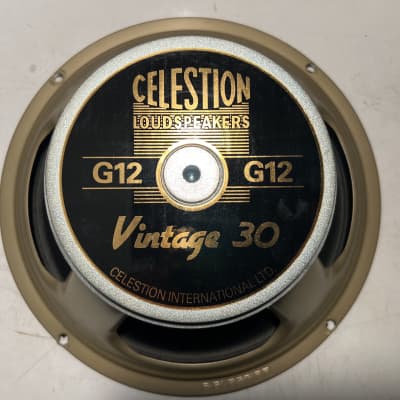 CELESTION
LOUDSPEAKERS
G12 G12
Vintage 30
CELESTION INTERNATIONAL LTD